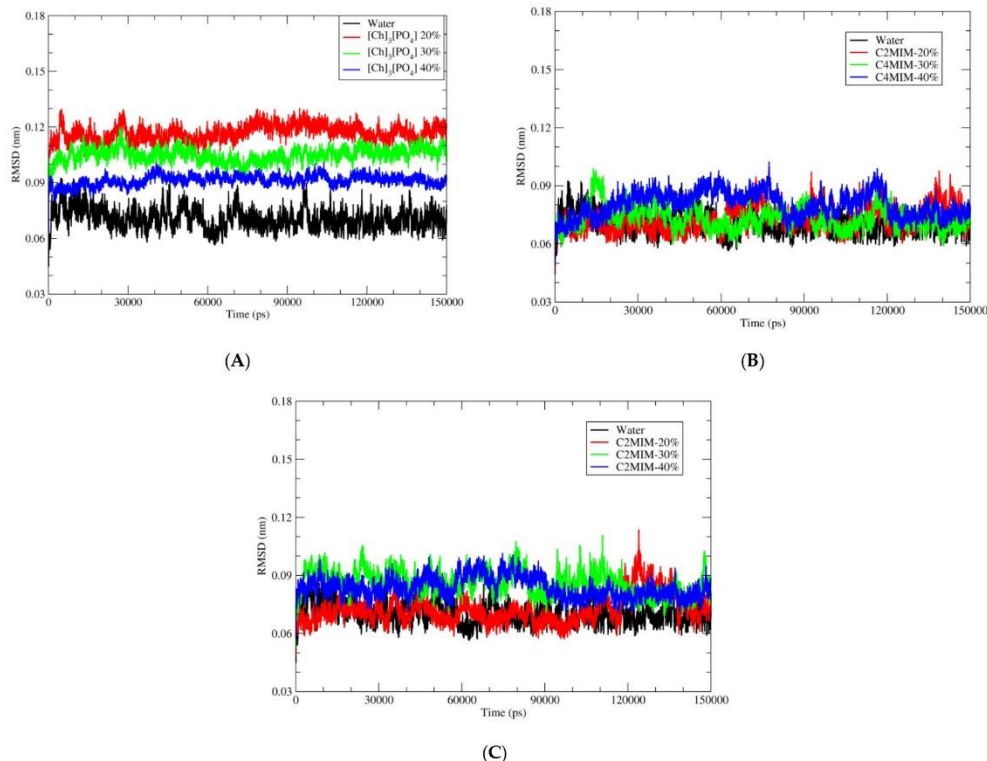 0.18
0.15
0.12
0.09
0.06
0.03
RMSD (nm)
Water
[Ch]3[PO4] 20%
[Ch]3[PO4] 30%
[Ch]3[PO4] 40%
0 30000 60000 90000 120000 150000
Time (ps)
(A)
0.18
0.15
0.12
0.09
0.06
0.03
RMSD (nm)
Water
C2MIM-20%
C4MIM-30%
C4MIM-40%
0 30000 60000 90000 120000 150000
Time (ps)
(B)
0.18
0.15
0.12
0.09
0.06
0.03
RMSD (nm)
Water
C2MIM-20%
C2MIM-30%
C2MIM-40%
0 30000 60000 90000 120000 150000
Time (ps)
(C)